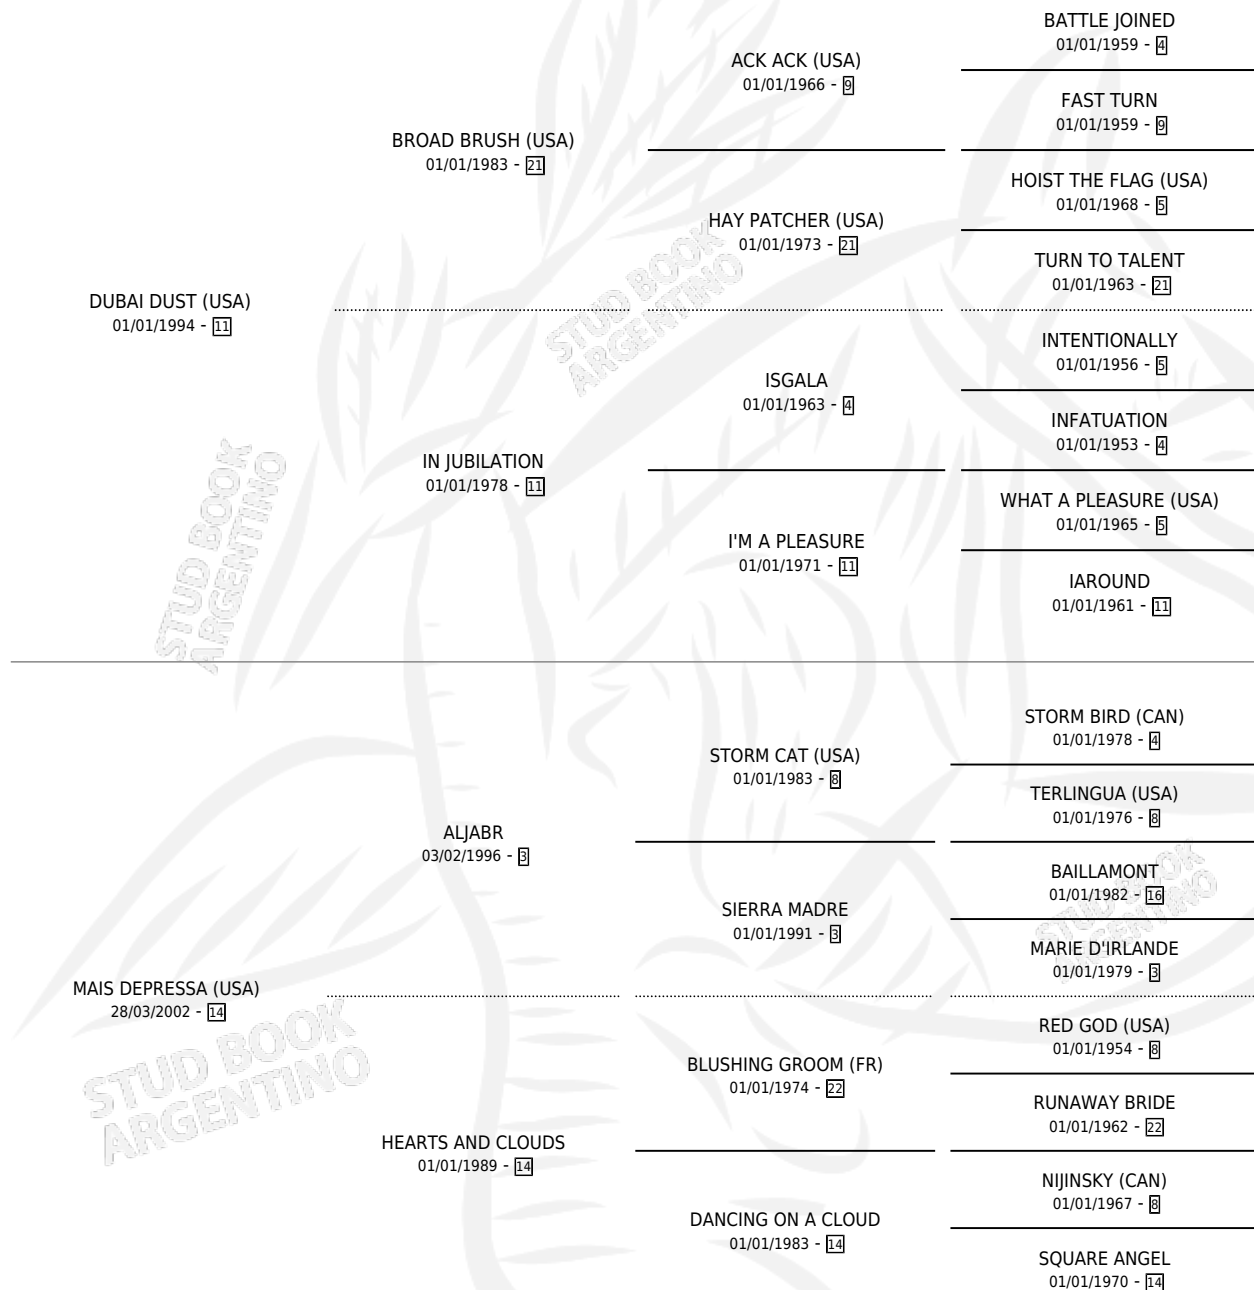 BATTLE JOINED
01/01/1959 - 4
ACK ACK (USA)
01/01/1966 - 9
FAST TURN
01/01/1959 - 9
BROAD BRUSH (USA)
01/01/1983 - 21
HOIST THE FLAG (USA)
01/01/1968 - 5
HAY PATCHER (USA)
01/01/1973 - 21
TURN TO TALENT
01/01/1963 - 21
DUBAI DUST (USA)
01/01/1994 - 11
INTENTIONALLY
01/01/1956 - 5
ISGALA
01/01/1963 - 4
INFATUATION
01/01/1953 - 4
IN JUBILATION
01/01/1978 - 11
WHAT A PLEASURE (USA)
01/01/1965 - 5
I'M A PLEASURE
01/01/1971 - 11
IAROUND
01/01/1961 - 11
STORM BIRD (CAN)
01/01/1978 - 4
STORM CAT (USA)
01/01/1983 - 8
TERLINGUA (USA)
01/01/1976 - 8
ALJABR
03/02/1996 - 3
BAILLAMONT
01/01/1982 - 16
SIERRA MADRE
01/01/1991 - 3
MARIE D'IRLANDE
01/01/1979 - 3
MAIS DEPRESSA (USA)
28/03/2002 - 14
RED GOD (USA)
01/01/1954 - 8
BLUSHING GROOM (FR)
01/01/1974 - 22
RUNAWAY BRIDE
01/01/1962 - 22
HEARTS AND CLOUDS
01/01/1989 - 14
NIJINSKY (CAN)
01/01/1967 - 8
DANCING ON A CLOUD
01/01/1983 - 14
SQUARE ANGEL
01/01/1970 - 14
STUD BOOK
ARGENTINO
STUD BOOK
ARGENTINO
STUD BOOK
ARGENTINO
STUD BOOK
ARGENTINO